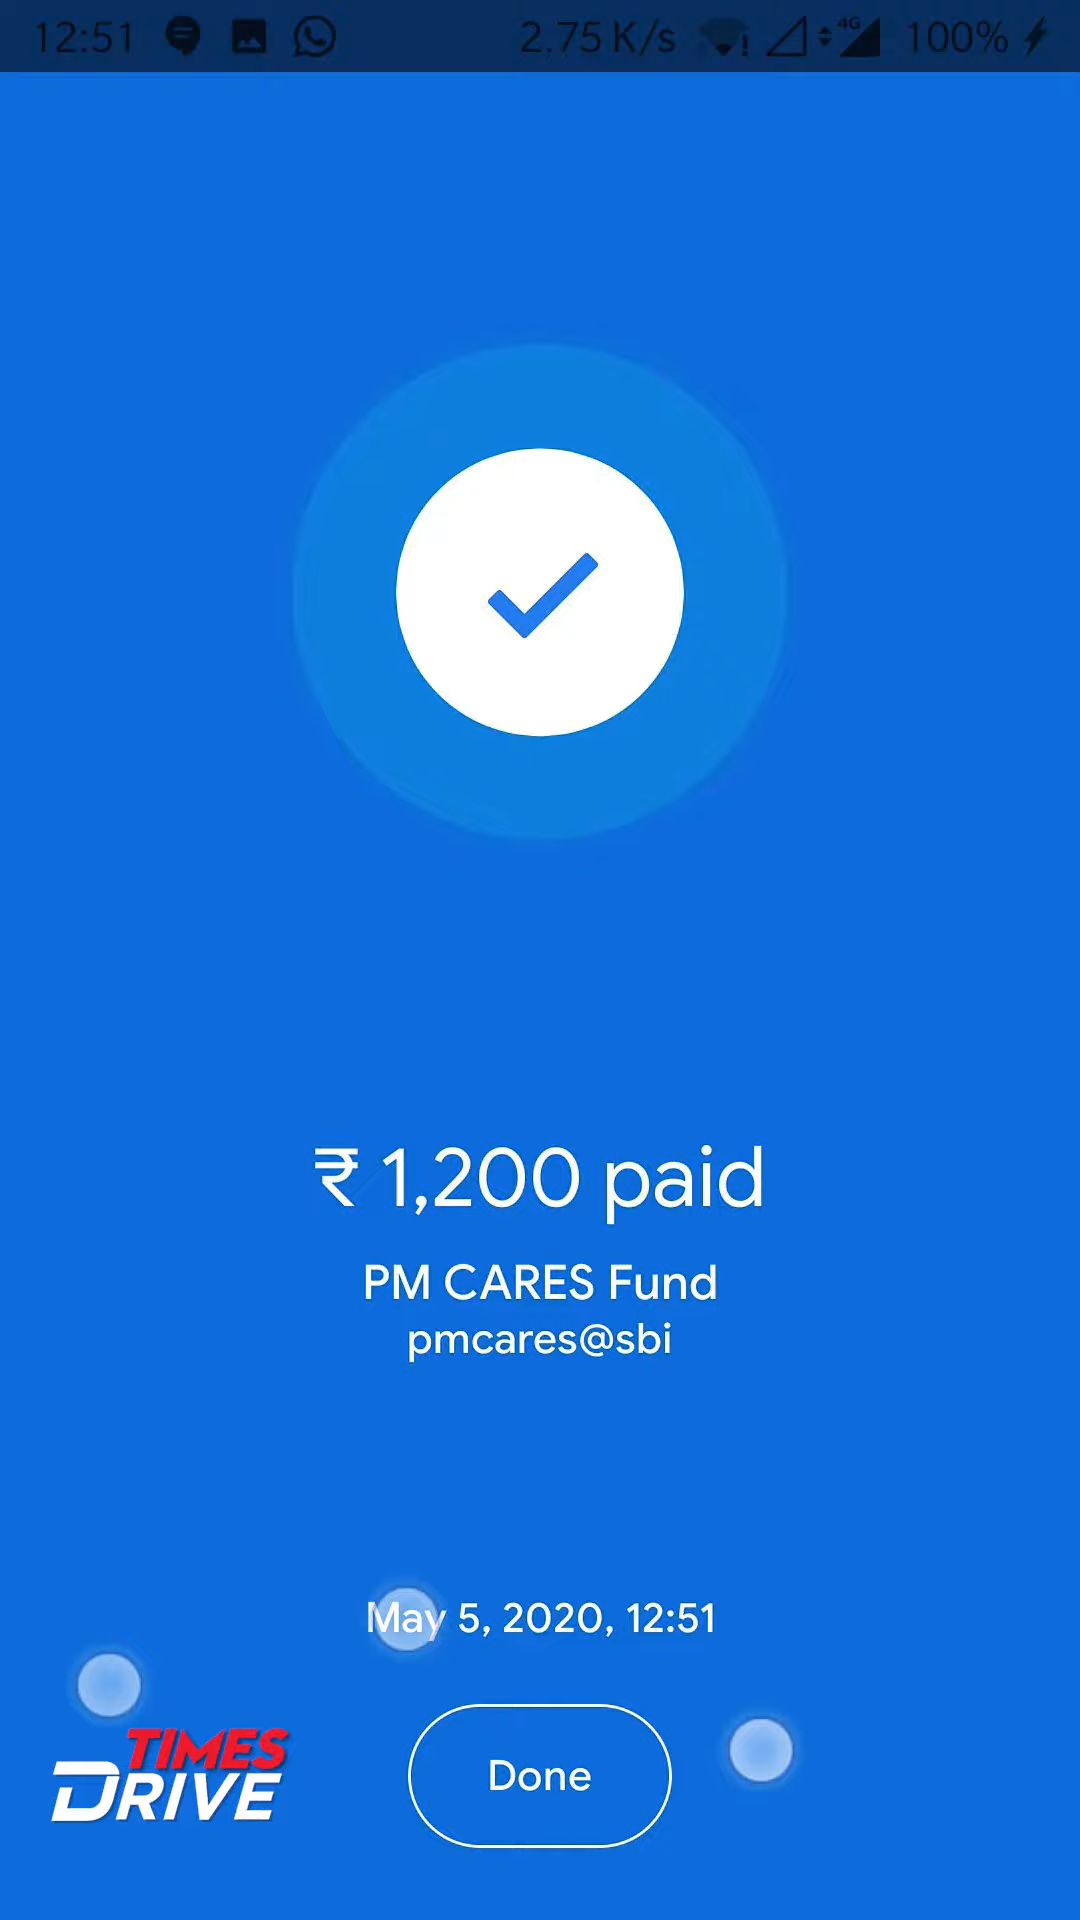 12:51 2.75 K/s 4G 100%
₹ 1,200 paid
PM CARES Fund
pmcares@sbi
May 5, 2020, 12:51
TIMES
DRIVE
Done